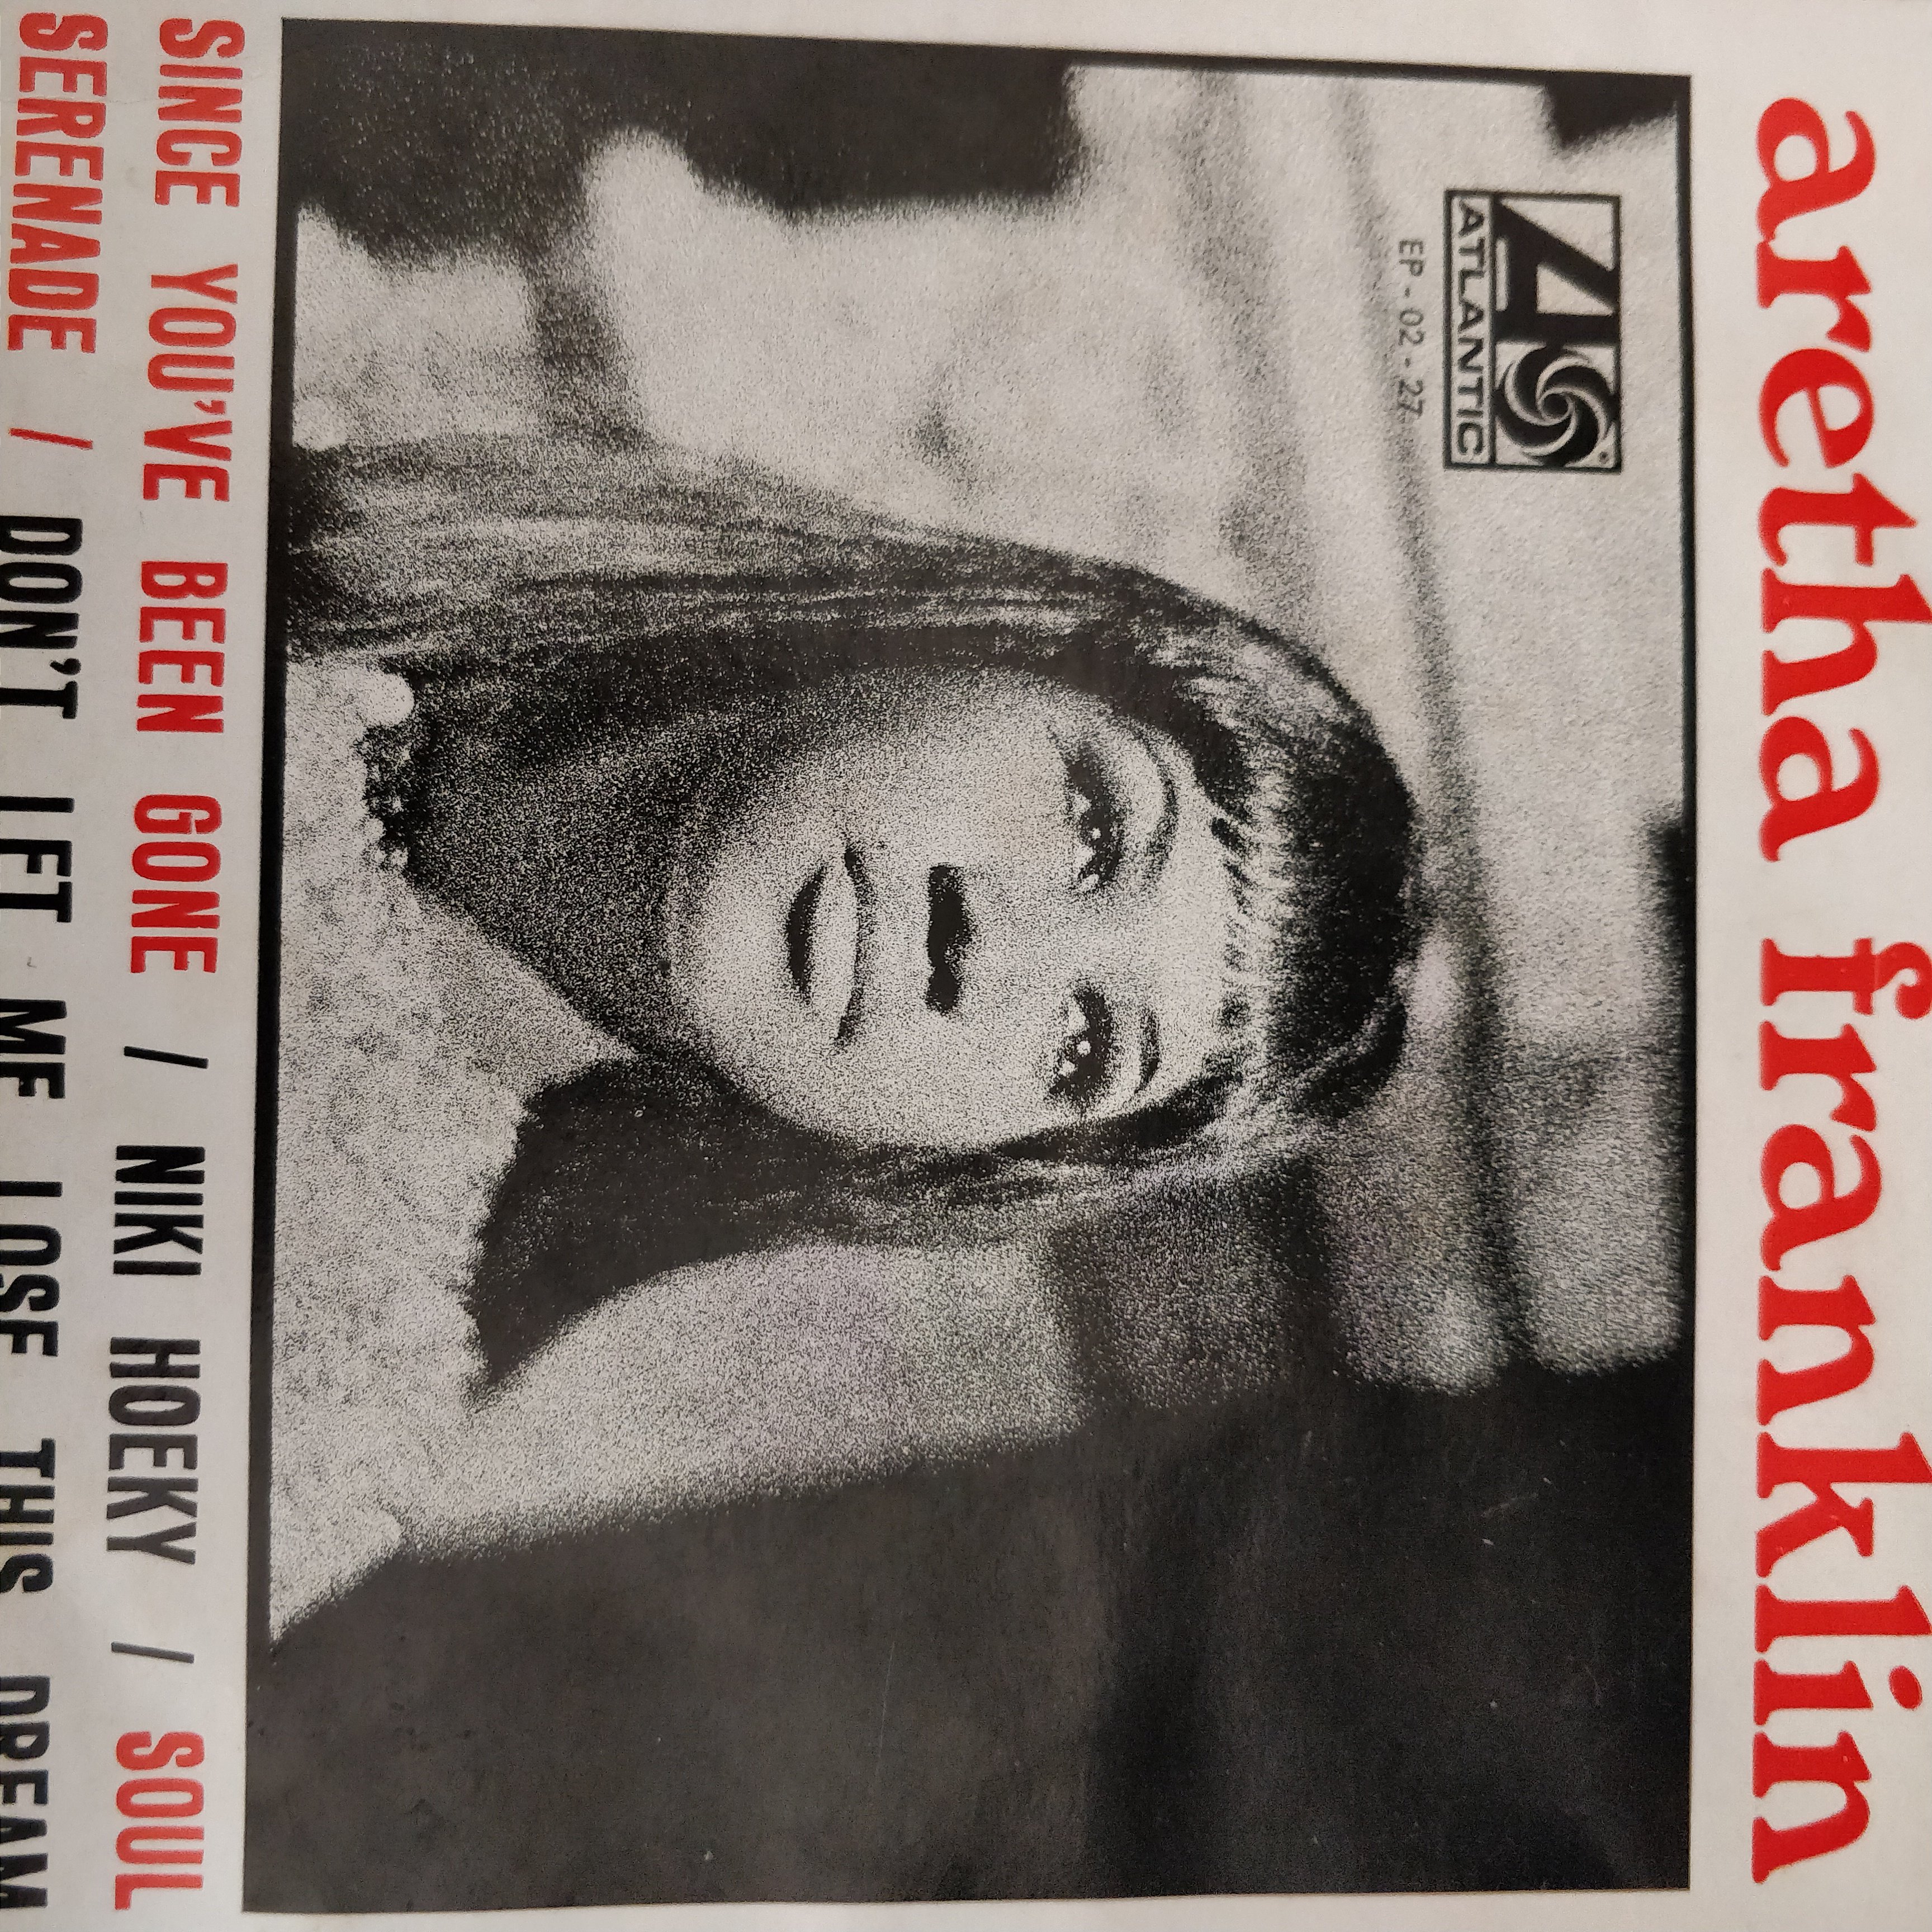 aretha franklin
ATLANTIC
EP - 02 - 27
SINCE YOU'VE BEEN GONE / NIKI HOEKY / SOUL
SERENADE / DON'T LET ME LOSE THIS DREAM